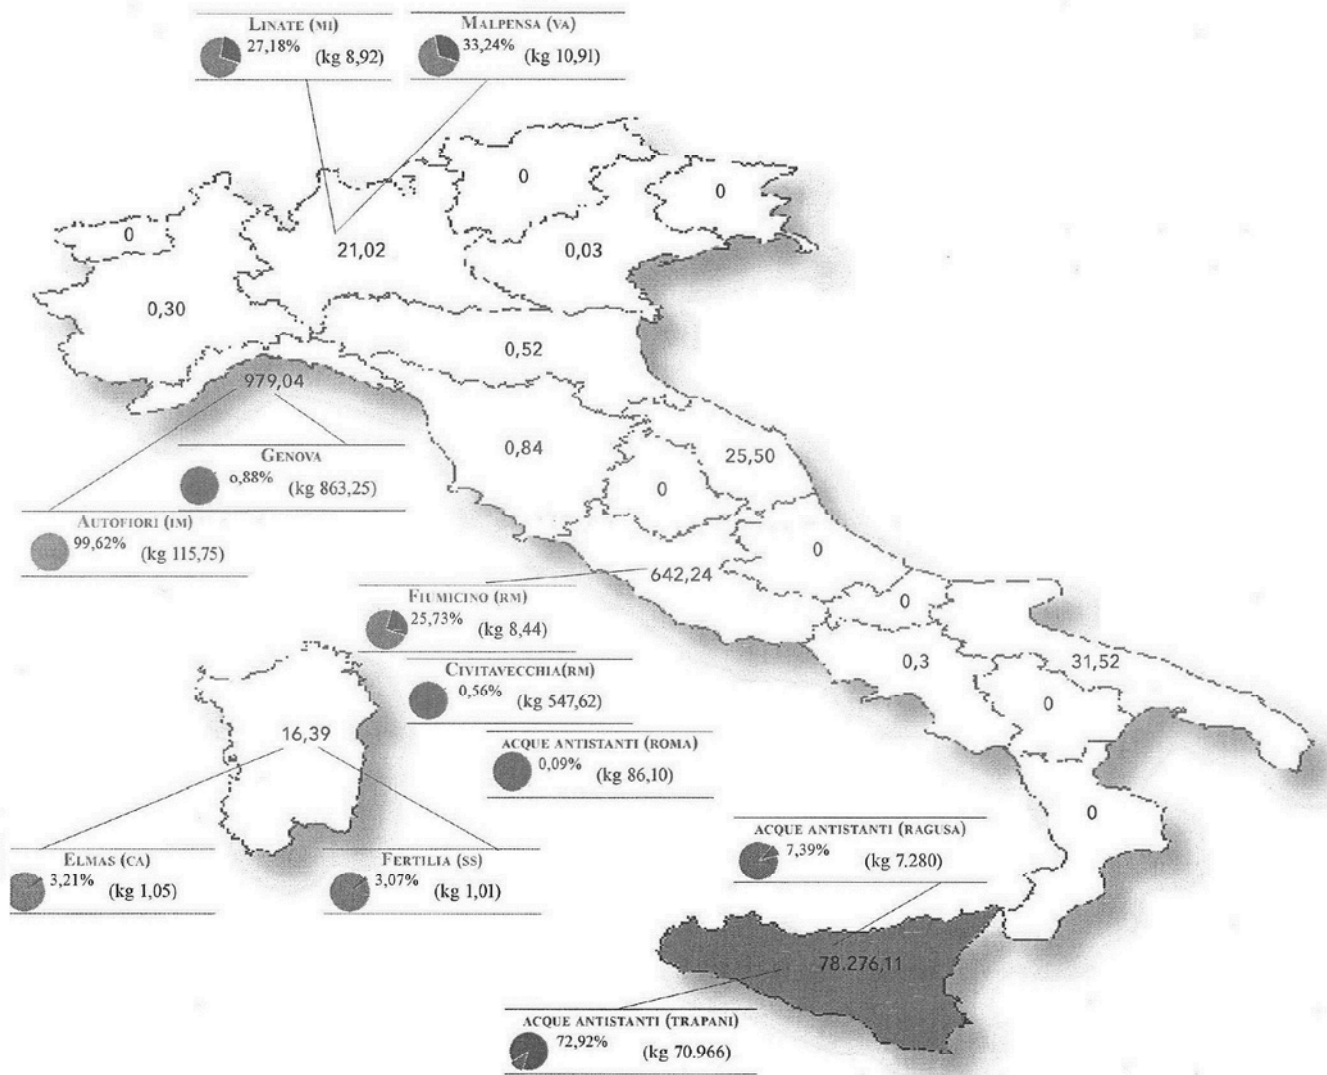 LINATE (MI)
27,18% (kg 8,92)
MALPENSA (VA)
33,24% (kg 10,91)
0
0
0
21,02
0,03
0,30
0,52
979,04
0,84
25,50
GENOVA
0,88% (kg 863,25)
0
AUTOFIORI (IM)
99,62% (kg 115,75)
0
642,24
FIUMICINO (RM)
25,73% (kg 8,44)
0
0,3
31,52
CIVITAVECCHIA(RM)
0,56% (kg 547,62)
0
16,39
ACQUE ANTISTANTI (ROMA)
0,09% (kg 86,10)
0
ACQUE ANTISTANTI (RAGUSA)
7,39% (kg 7.280)
ELMAS (CA)
3,21% (kg 1,05)
FERTILIA (SS)
3,07% (kg 1,01)
78.276,11
ACQUE ANTISTANTI (TRAPANI)
72,92% (kg 70.966)